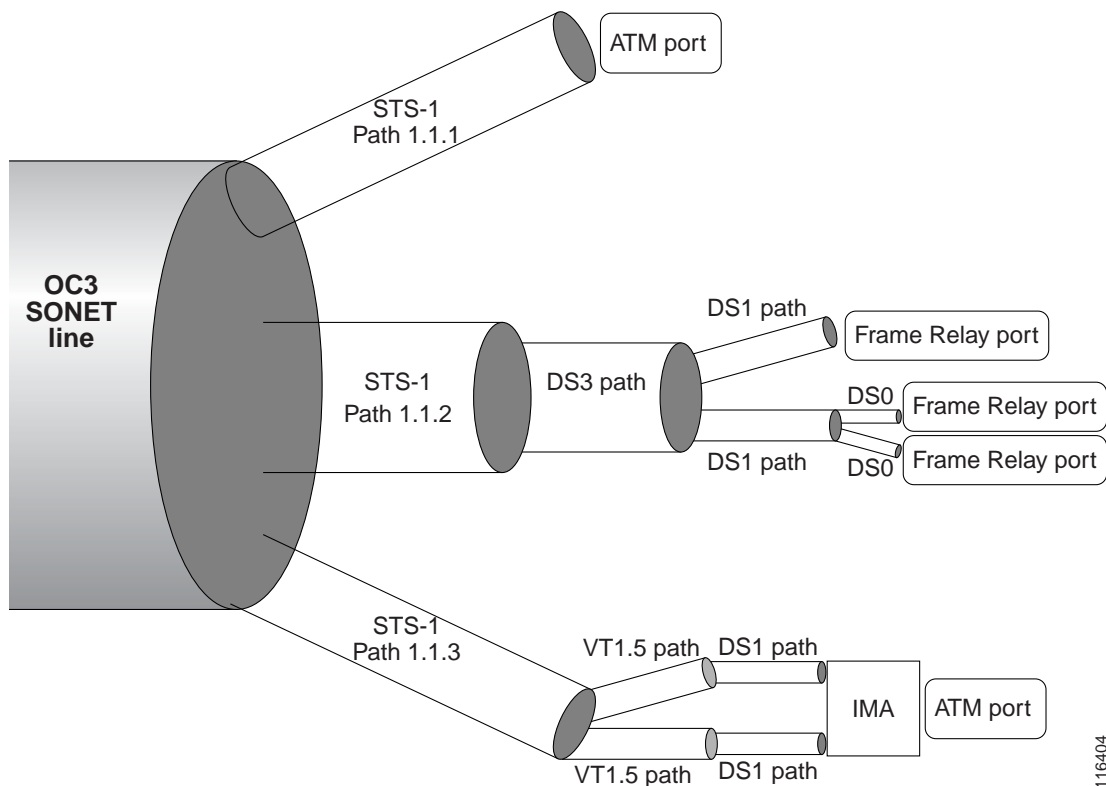 ATM port
STS-1
Path 1.1.1
OC3
SONET
line
DS1 path
Frame Relay port
STS-1
Path 1.1.2
DS3 path
DS0
Frame Relay port
DS1 path
DS0
Frame Relay port
STS-1
Path 1.1.3
VT1.5 path
DS1 path
IMA
ATM port
VT1.5 path
DS1 path
116404